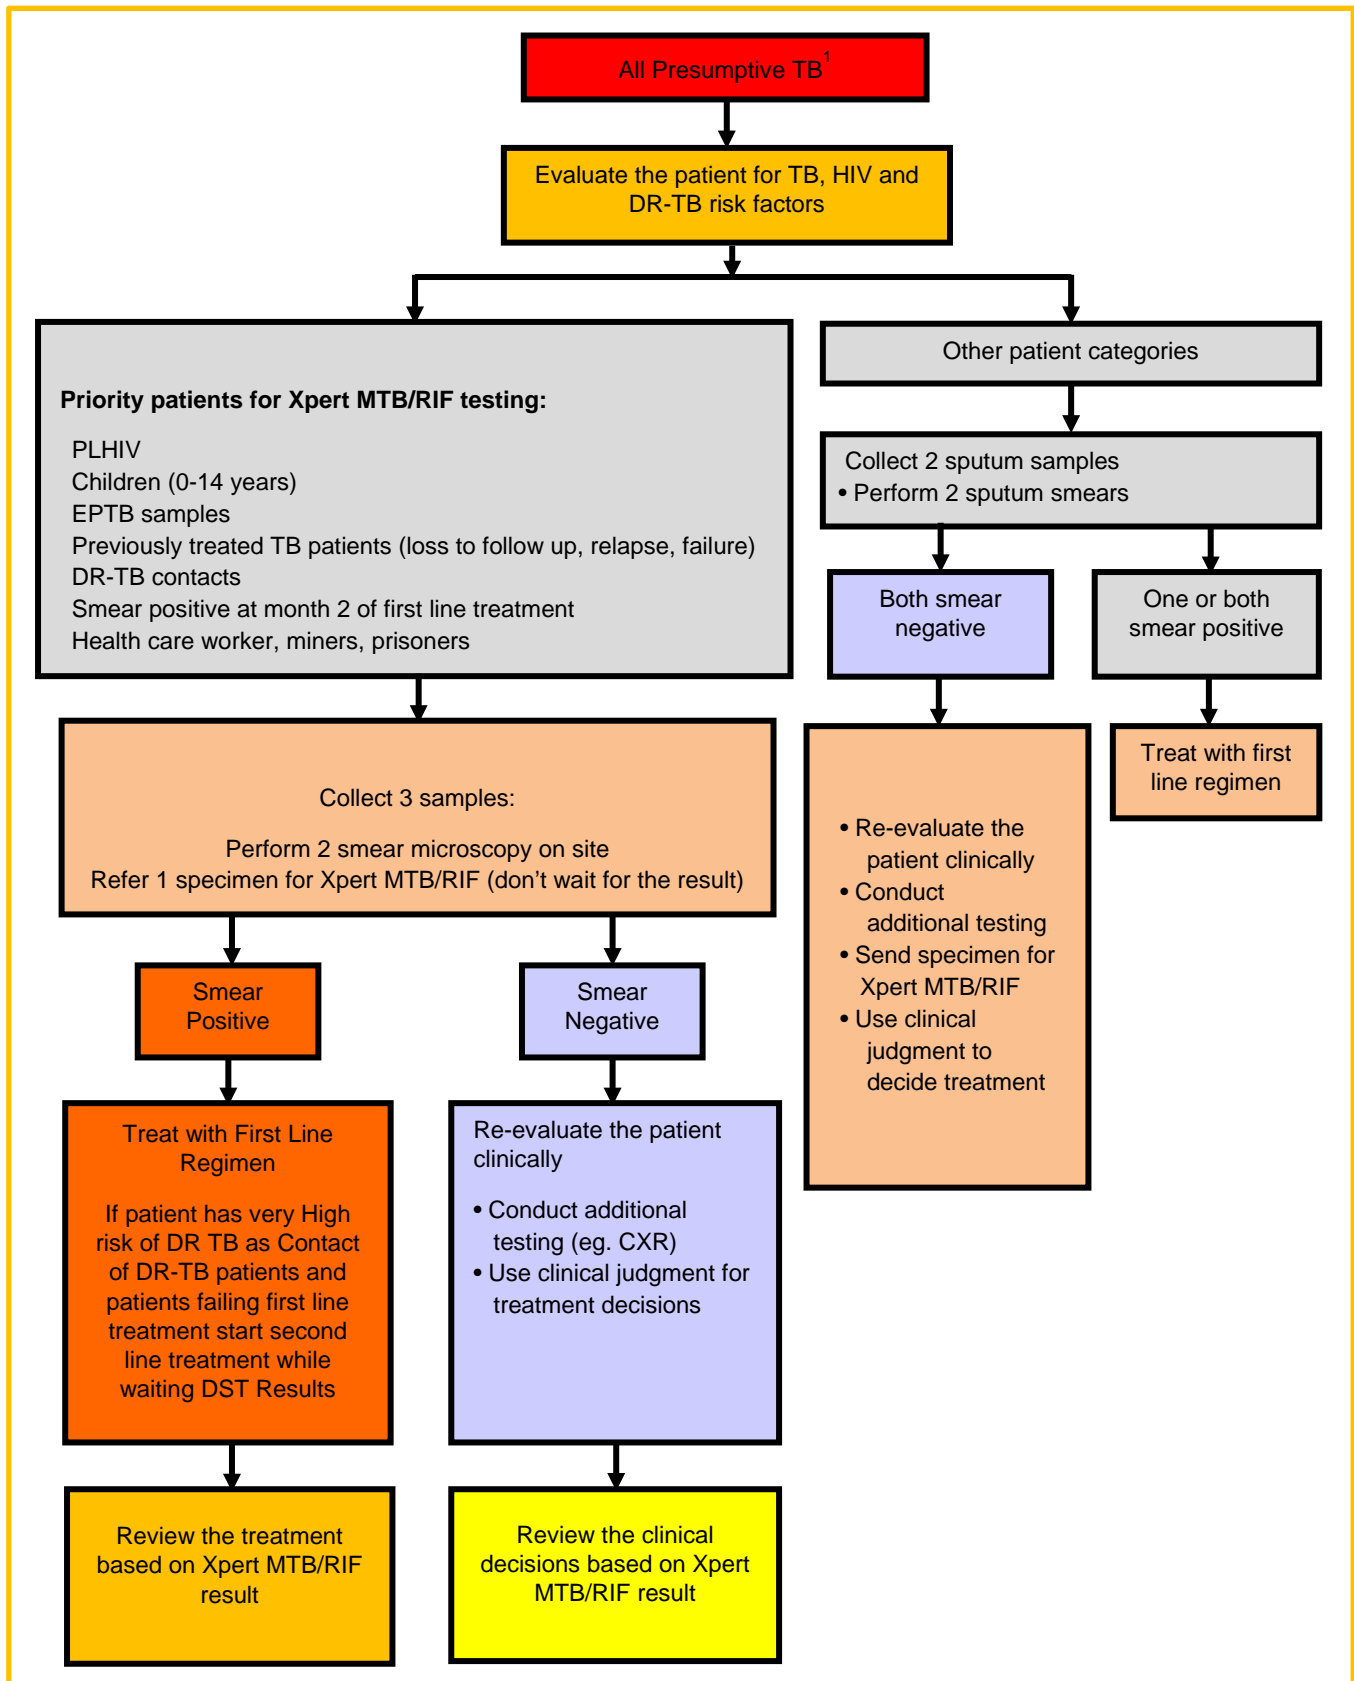 All Presumptive TB1
Evaluate the patient for TB, HIV and
DR-TB risk factors
Priority patients for Xpert MTB/RIF testing:
PLHIV
Children (0-14 years)
EPTB samples
Previously treated TB patients (loss to follow up, relapse, failure)
DR-TB contacts
Smear positive at month 2 of first line treatment
Health care worker, miners, prisoners
Other patient categories
Collect 2 sputum samples
• Perform 2 sputum smears
Both smear
negative
One or both
smear positive
Collect 3 samples:
Perform 2 smear microscopy on site
Refer 1 specimen for Xpert MTB/RIF (don’t wait for the result)
• Re-evaluate the
patient clinically
• Conduct
additional testing
• Send specimen for
Xpert MTB/RIF
• Use clinical
judgment to
decide treatment
Treat with first
line regimen
Smear
Positive
Smear
Negative
Treat with First Line
Regimen
If patient has very High
risk of DR TB as Contact
of DR-TB patients and
patients failing first line
treatment start second
line treatment while
waiting DST Results
Re-evaluate the patient
clinically
• Conduct additional
testing (eg. CXR)
• Use clinical judgment for
treatment decisions
Review the treatment
based on Xpert MTB/RIF
result
Review the clinical
decisions based on Xpert
MTB/RIF result